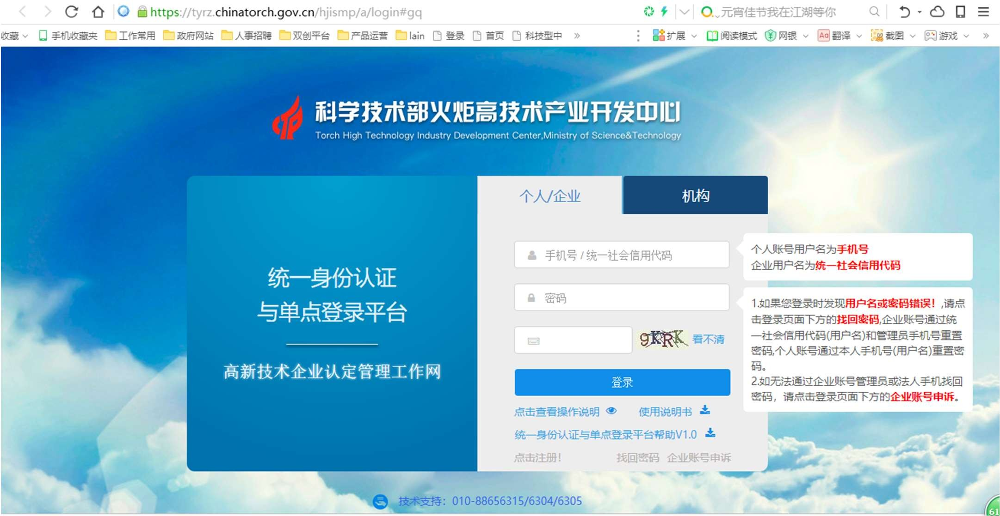 https://tyrz.chinatorch.gov.cn/hjismp/a/login#gq
元宵佳节我在江湖等你
收藏 手机收藏夹 工作常用 政府网站 人事招聘 双创平台 产品运营 lain 登录 首页 科技型中 » 扩展 阅读模式 网银 Aa 翻译 截图 游戏 »
科学技术部火炬高技术产业开发中心
Torch High Technology Industry Development Center,Ministry of Science&Technology
统一身份认证
与单点登录平台
高新技术企业认定管理工作网
个人/企业 机构
手机号 / 统一社会信用代码
密码
9KRK 看不清
登录
点击查看操作说明 使用说明书
统一身份认证与单点登录平台帮助V1.0
点击注册! 找回密码 企业账号申诉
个人账号用户名为手机号
企业用户名为统一社会信用代码
1.如果您登录时发现用户名或密码错误！,请点
击登录页面下方的找回密码,企业账号通过统
一社会信用代码(用户名)和管理员手机号重置
密码,个人账号通过本人手机号(用户名)重置密
码。
2.如无法通过企业账号管理员或法人手机找回
密码，请点击登录页面下方的企业账号申诉。
技术支持：010-88656315/6304/6305
61